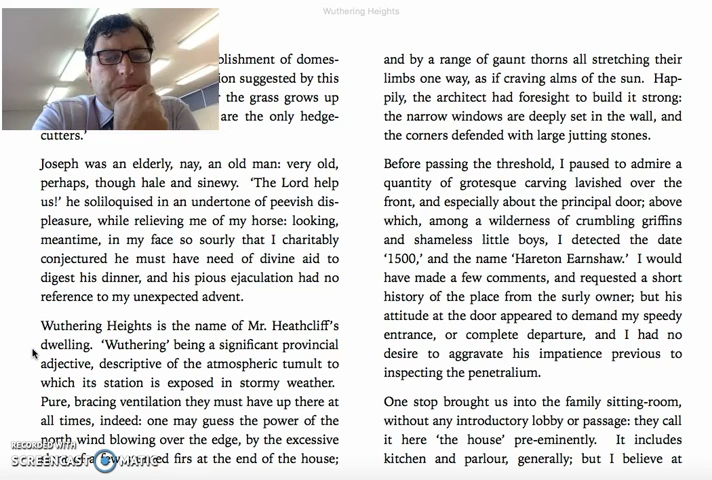 Wuthering Heights
blishment of domes-
ion suggested by this
the grass grows up
are the only hedge-
cutters.'
Joseph was an elderly, nay, an old man: very old,
perhaps, though hale and sinewy. 'The Lord help
us!' he soliloquised in an undertone of peevish dis-
pleasure, while relieving me of my horse: looking,
meantime, in my face so sourly that I charitably
conjectured he must have need of divine aid to
digest his dinner, and his pious ejaculation had no
reference to my unexpected advent.
Wuthering Heights is the name of Mr. Heathcliff's
dwelling. 'Wuthering' being a significant provincial
adjective, descriptive of the atmospheric tumult to
which its station is exposed in stormy weather.
Pure, bracing ventilation they must have up there at
all times, indeed: one may guess the power of the
north wind blowing over the edge, by the excessive
of a few firs at the end of the house;
and by a range of gaunt thorns all stretching their
limbs one way, as if craving alms of the sun. Hap-
pily, the architect had foresight to build it strong:
the narrow windows are deeply set in the wall, and
the corners defended with large jutting stones.
Before passing the threshold, I paused to admire a
quantity of grotesque carving lavished over the
front, and especially about the principal door; above
which, among a wilderness of crumbling griffins
and shameless little boys, I detected the date
'1500,' and the name 'Hareton Earnshaw.' I would
have made a few comments, and requested a short
history of the place from the surly owner; but his
attitude at the door appeared to demand my speedy
entrance, or complete departure, and I had no
desire to aggravate his impatience previous to
inspecting the penetralium.
One stop brought us into the family sitting-room,
without any introductory lobby or passage: they call
it here 'the house' pre-eminently. It includes
kitchen and parlour, generally; but I believe at
RECORDED WITH
SCREENCAST MATIC